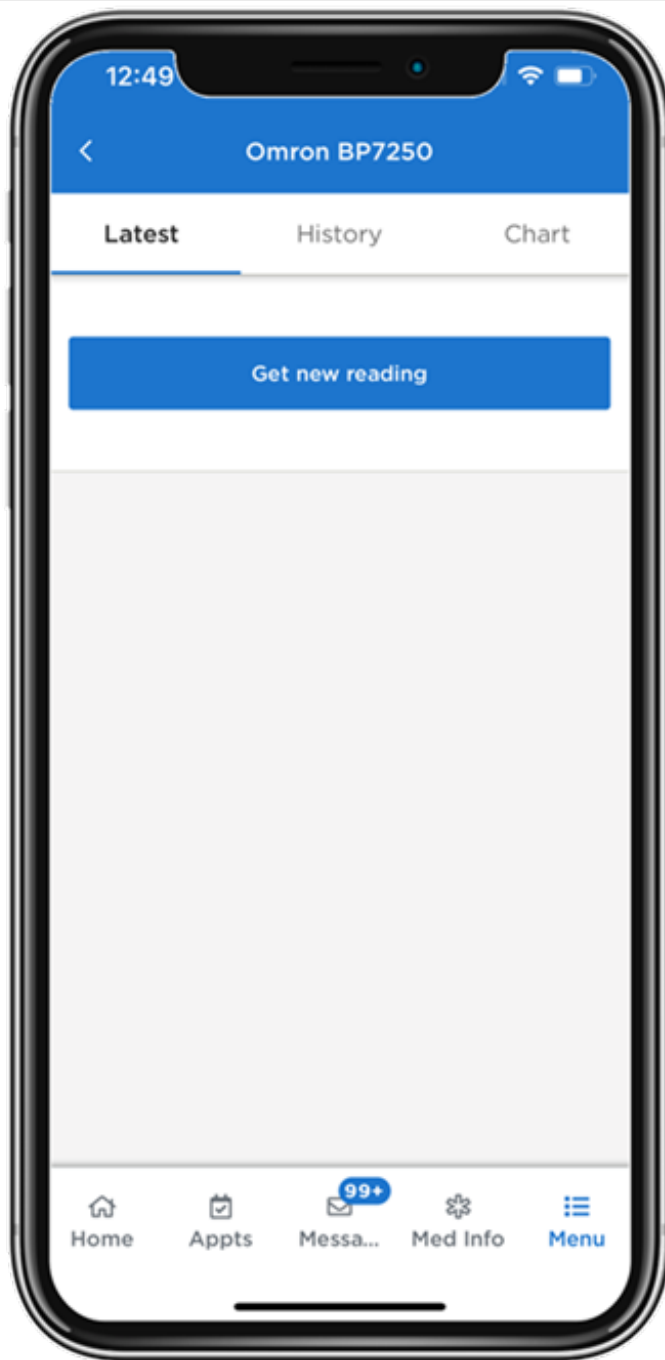 12:49
Omron BP7250
Latest History Chart
Get new reading
99+
Home Appts Messa... Med Info Menu